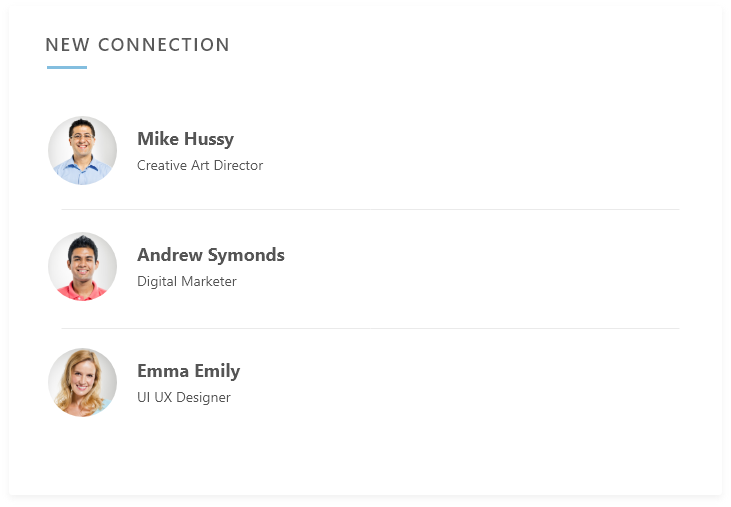 NEW CONNECTION
Mike Hussy
Creative Art Director
Andrew Symonds
Digital Marketer
Emma Emily
UI UX Designer